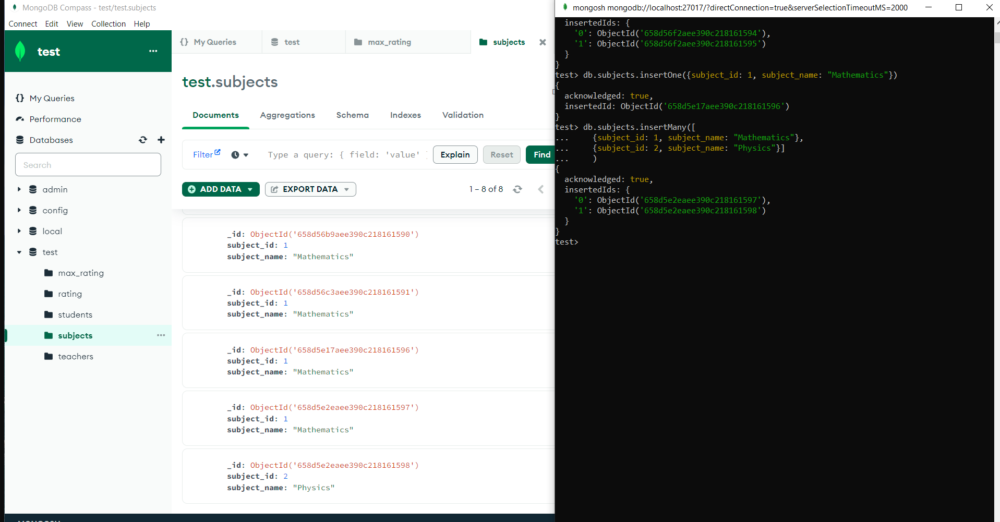 MongoDB Compass - test/test.subjects
Connect Edit View Collection Help
test
My Queries
Performance
Databases
Search
admin
config
local
test
max_rating
rating
students
subjects
teachers
{} My Queries
test
max_rating
subjects
test.subjects
Documents Aggregations Schema Indexes Validation
Filter
Type a query: { field: 'value'
Explain Reset Find
ADD DATA EXPORT DATA 1 – 8 of 8
_id: ObjectId('658d56b9aee390c218161590')
subject_id: 1
subject_name: "Mathematics"
_id: ObjectId('658d56c3aee390c218161591')
subject_id: 1
subject_name: "Mathematics"
_id: ObjectId('658d5e17aee390c218161596')
subject_id: 1
subject_name: "Mathematics"
_id: ObjectId('658d5e2eaee390c218161597')
subject_id: 1
subject_name: "Mathematics"
_id: ObjectId('658d5e2eaee390c218161598')
subject_id: 2
subject_name: "Physics"
mongosh mongodb://localhost:27017/?directConnection=true&serverSelectionTimeoutMS=2000
insertedIds: {
'0': ObjectId('658d56f2aee390c218161594'),
'1': ObjectId('658d56f2aee390c218161595')
}
}
test> db.subjects.insertOne({subject_id: 1, subject_name: "Mathematics"})
{
acknowledged: true,
insertedId: ObjectId('658d5e17aee390c218161596')
}
test> db.subjects.insertMany([
... {subject_id: 1, subject_name: "Mathematics"},
... {subject_id: 2, subject_name: "Physics"}]
... )
{
acknowledged: true,
insertedIds: {
'0': ObjectId('658d5e2eaee390c218161597'),
'1': ObjectId('658d5e2eaee390c218161598')
}
}
test>